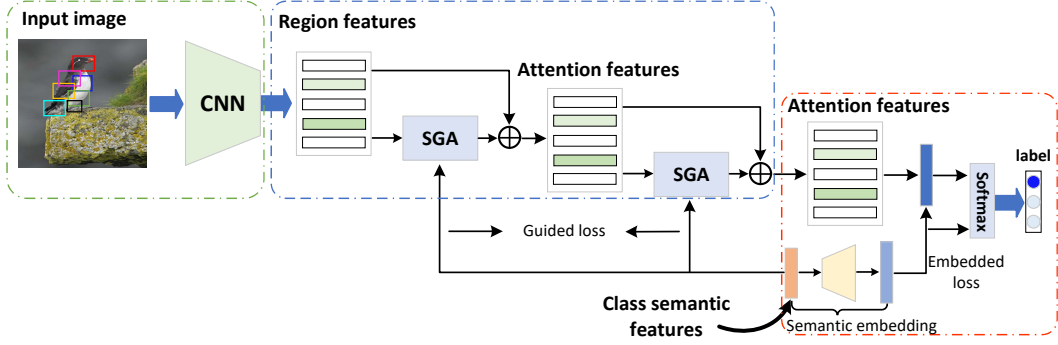 Input image
CNN
Region features
SGA
Attention features
SGA
Guided loss
Attention features
Softmax
label
Embedded
loss
Class semantic
features
Semantic embedding